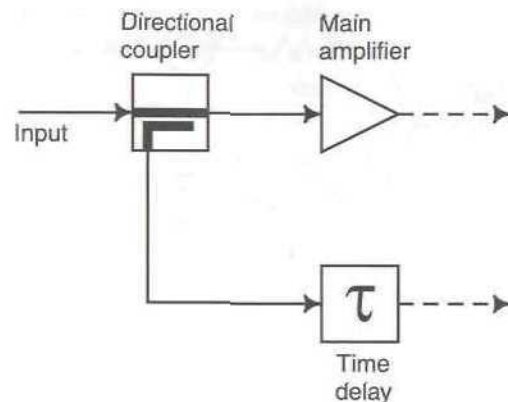 Directional
coupler
Main
amplifier
Input
τ
Time
delay